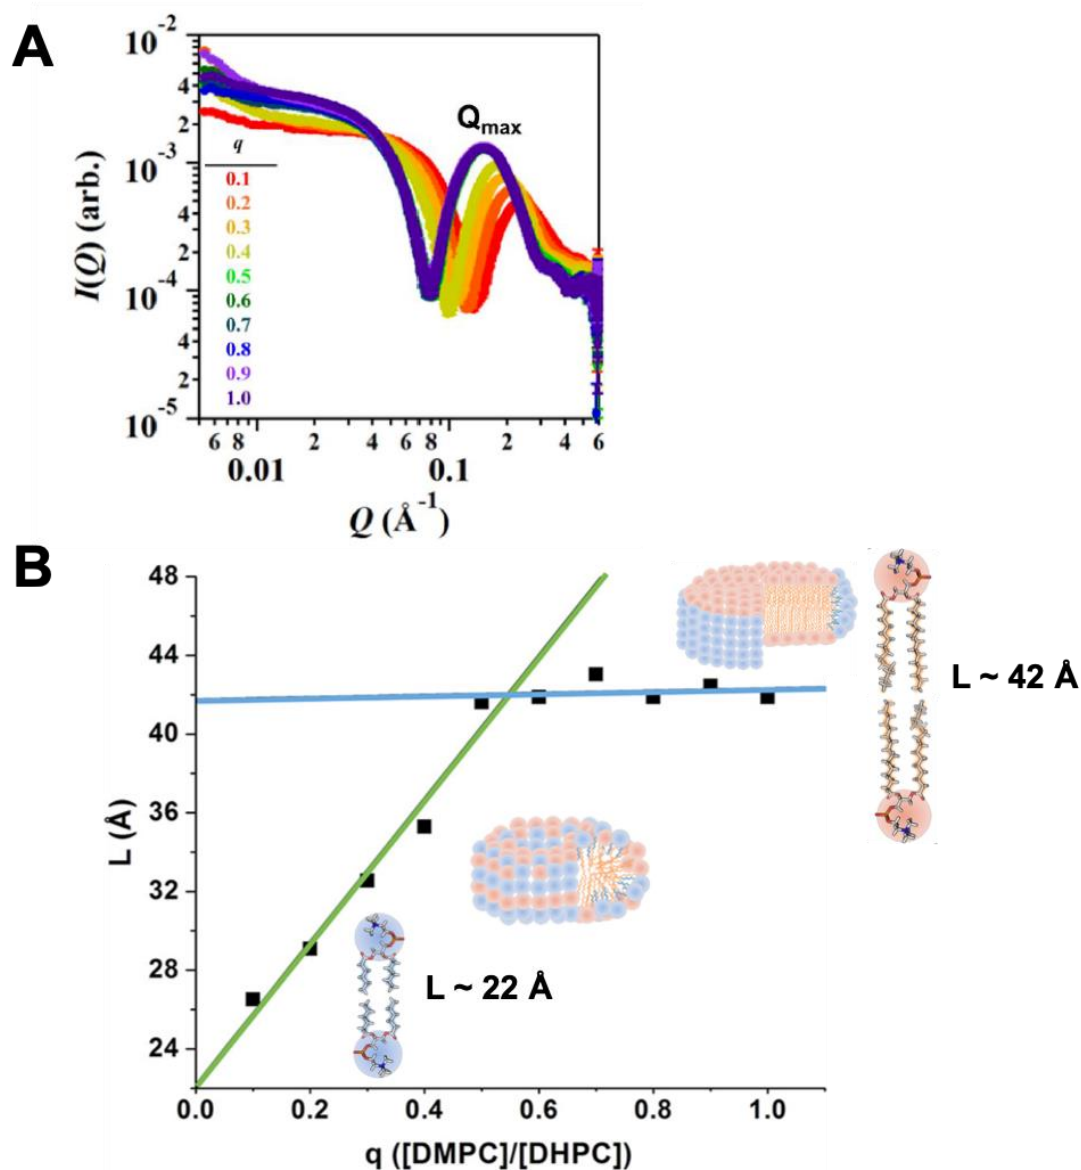 A
10-2
4
2
10-3
4
2
10-4
4
2
10-5
I(Q) (arb.)
Qmax
q
0.1
0.2
0.3
0.4
0.5
0.6
0.7
0.8
0.9
1.0
6 8 2 4 6 8 2 4 6
0.01 0.1
Q (Å-1)
B
48
44
40
36
32
28
24
L (Å)
L ~ 42 Å
L ~ 22 Å
0.0 0.2 0.4 0.6 0.8 1.0
q ([DMPC]/[DHPC])